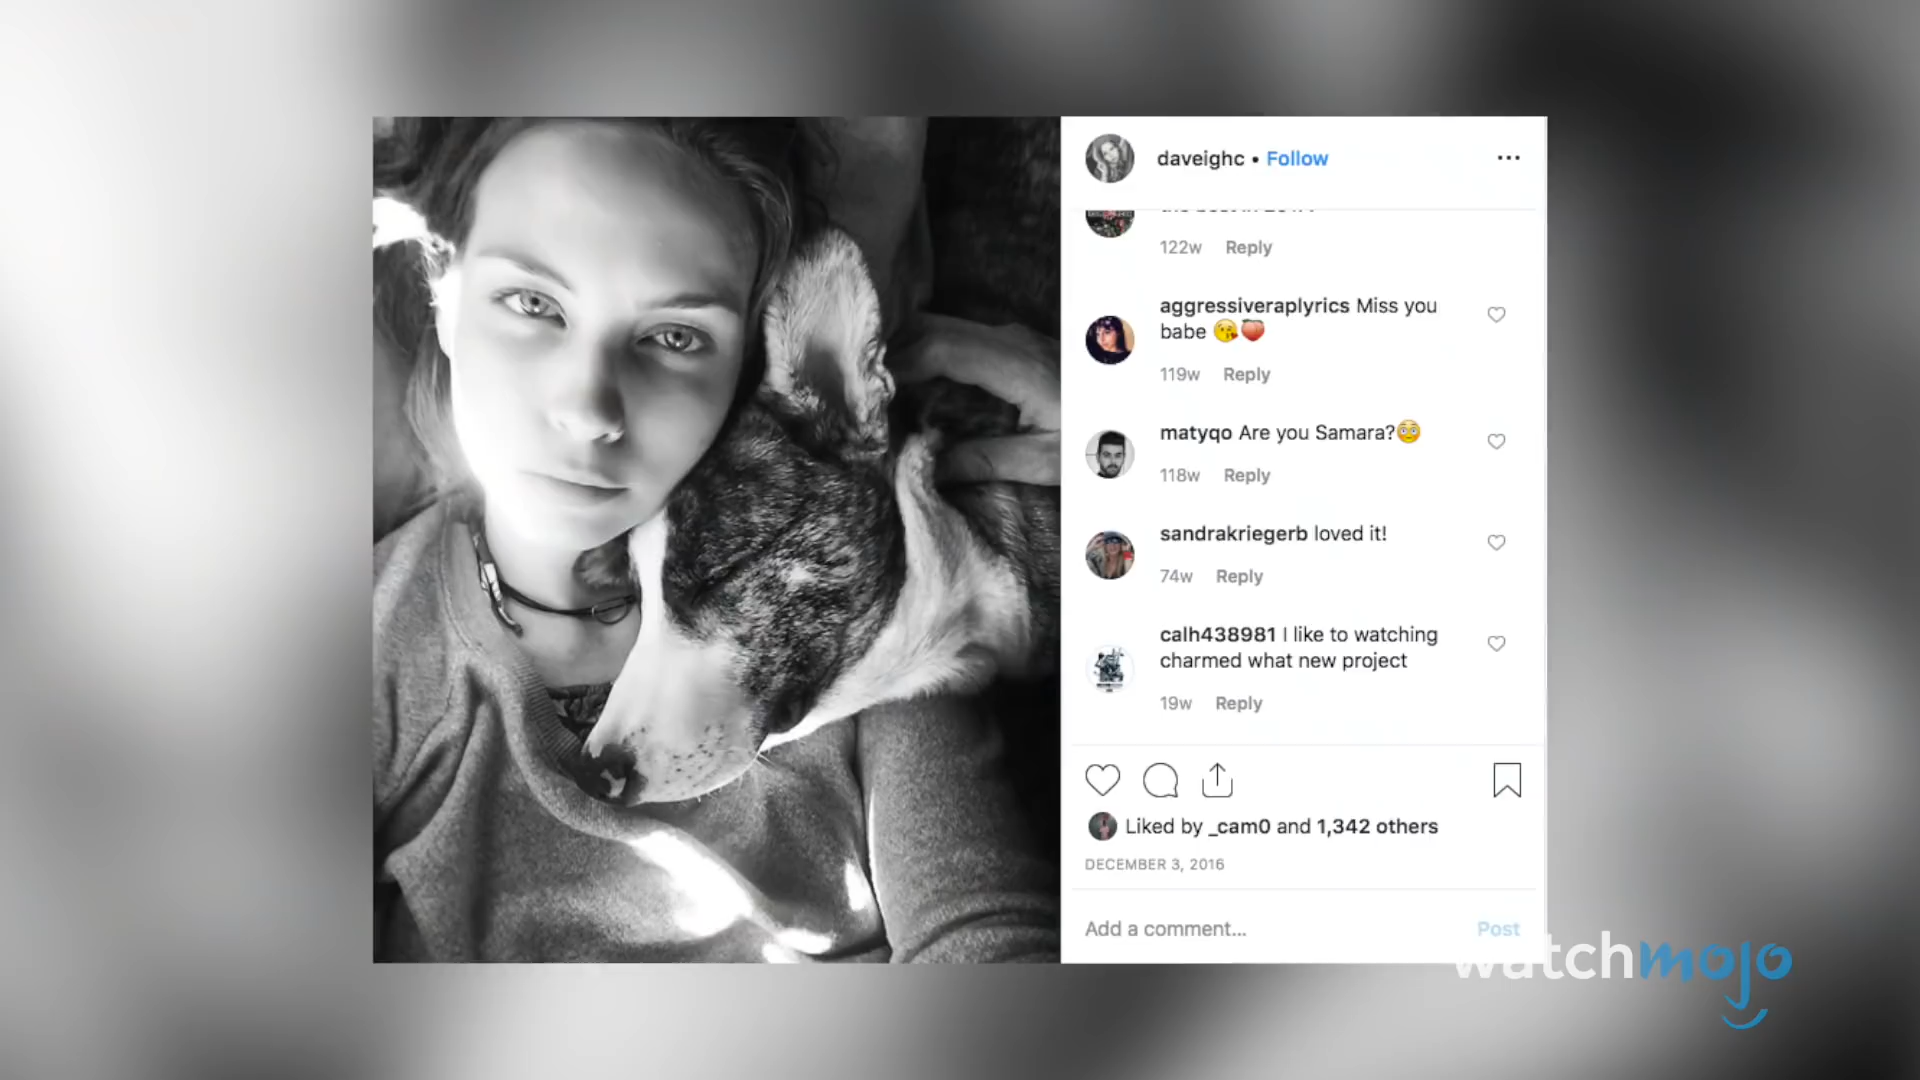 daveighc • Follow
122w Reply
aggressiveraplyrics Miss you
babe 😘🍑
119w Reply
matyqo Are you Samara?😳
118w Reply
sandrakriegerb loved it!
74w Reply
calh438981 I like to watching
charmed what new project
19w Reply
Liked by _cam0 and 1,342 others
DECEMBER 3, 2016
Add a comment... Post
watchmojo